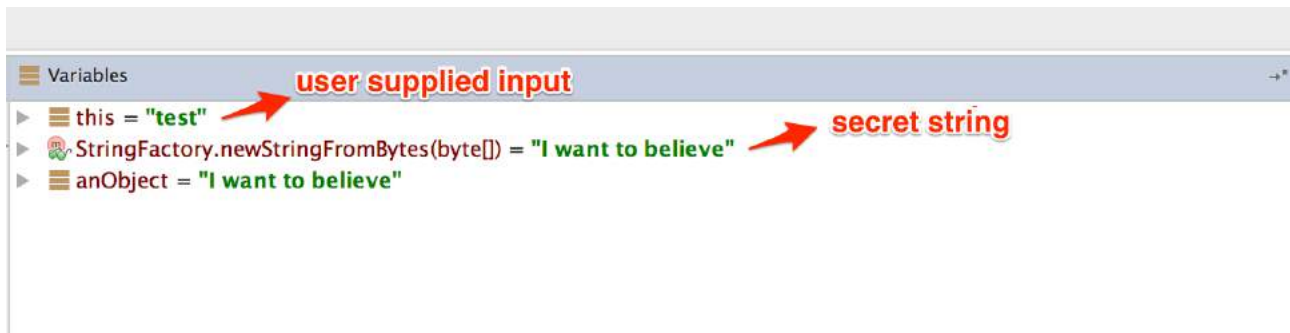 Variables
user supplied input
this = "test"
secret string
StringFactory.newStringFromBytes(byte[]) = "I want to believe"
anObject = "I want to believe"